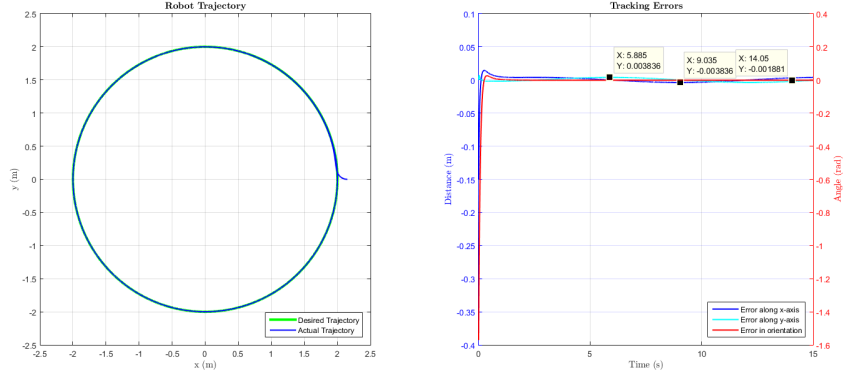 Robot Trajectory
2.5
2
1.5
1
0.5
0
-0.5
-1
-1.5
-2
-2.5
y (m)
-2.5 -2 -1.5 -1 -0.5 0 0.5 1 1.5 2 2.5
x (m)
Desired Trajectory
Actual Trajectory
Tracking Errors
0.1
0.05
0
-0.05
-0.1
-0.15
-0.2
-0.25
-0.3
-0.35
-0.4
Distance (m)
X: 5.885
Y: 0.003836
X: 9.035
Y: -0.003836
X: 14.05
Y: -0.001881
0.4
0.2
0
-0.2
-0.4
-0.6
-0.8
-1
-1.2
-1.4
-1.6
Angle (rad)
0 5 10 15
Time (s)
Error along x-axis
Error along y-axis
Error in orientation